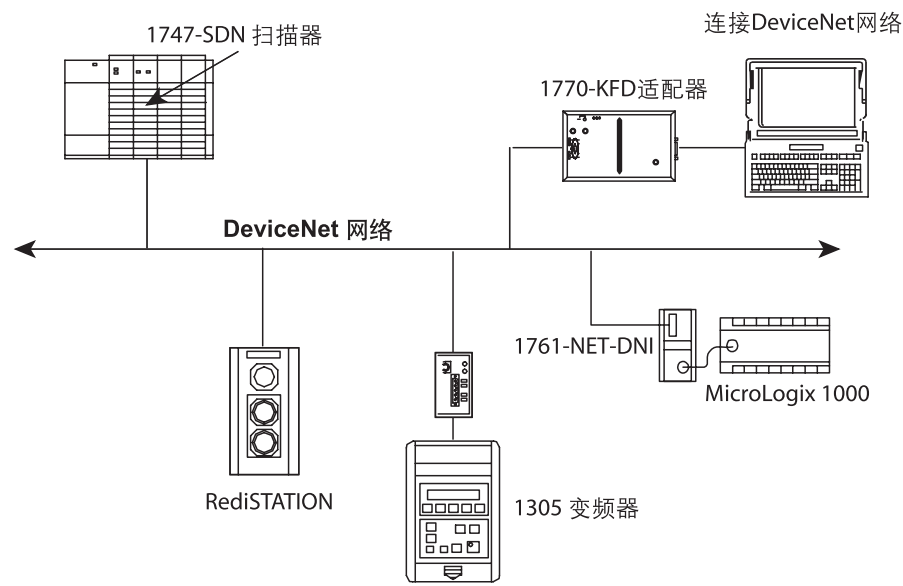 连接DeviceNet网络
1747-SDN 扫描器
1770-KFD适配器
DeviceNet 网络
1761-NET-DNI
MicroLogix 1000
RediSTATION
1305 变频器